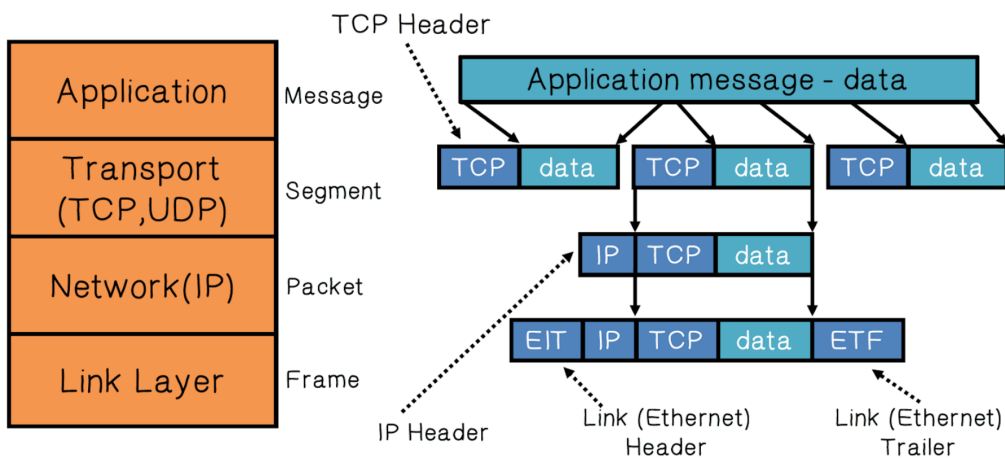 TCP Header
Application
Message
Application message - data
Transport
(TCP,UDP)
Segment
TCP data TCP data TCP data
Network(IP)
Packet
IP TCP data
Link Layer
Frame
EIT IP TCP data ETF
IP Header
Link (Ethernet)
Header
Link (Ethernet)
Trailer